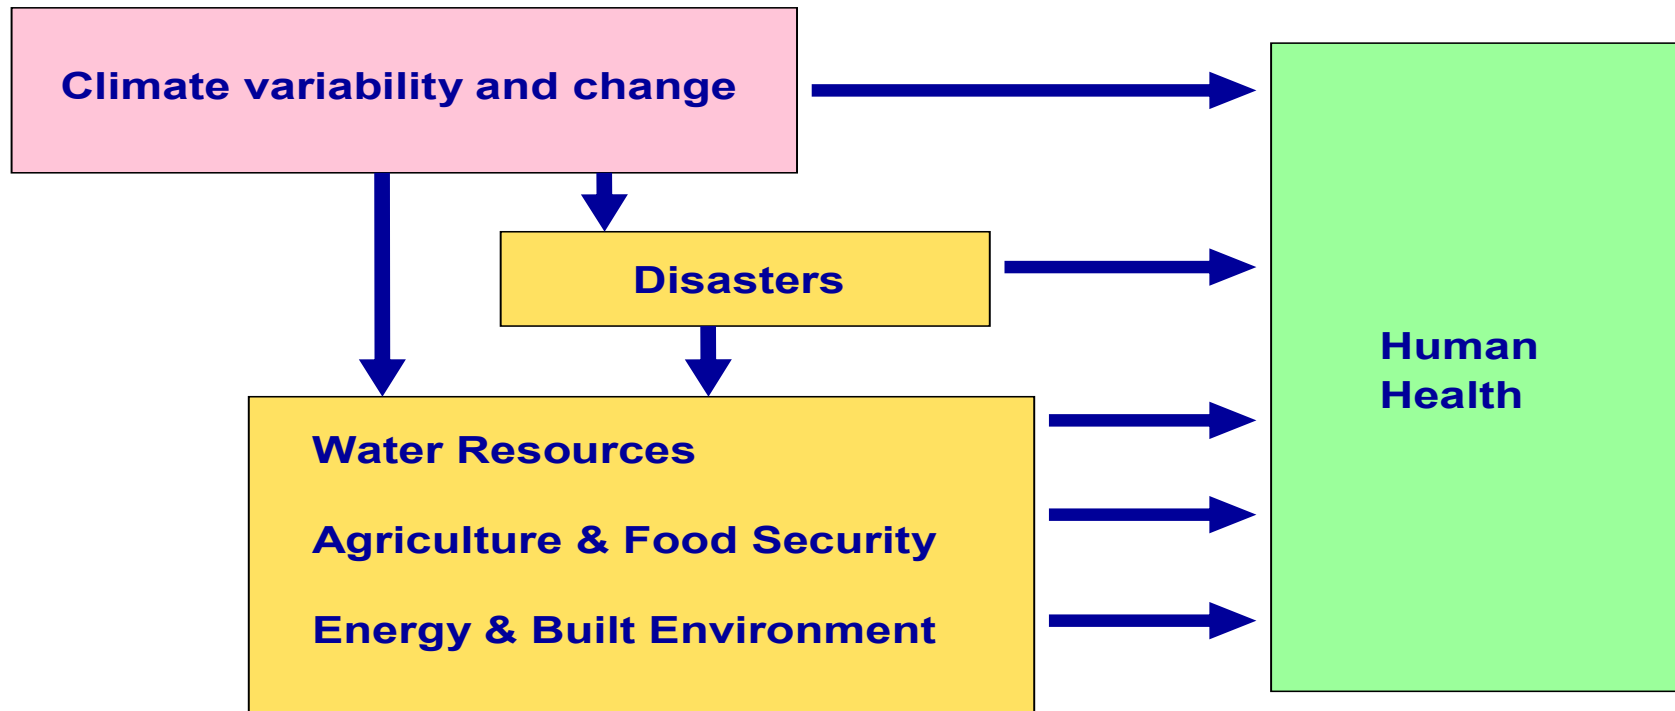 Climate variability and change
Disasters
Human
Health
Water Resources
Agriculture & Food Security
Energy & Built Environment